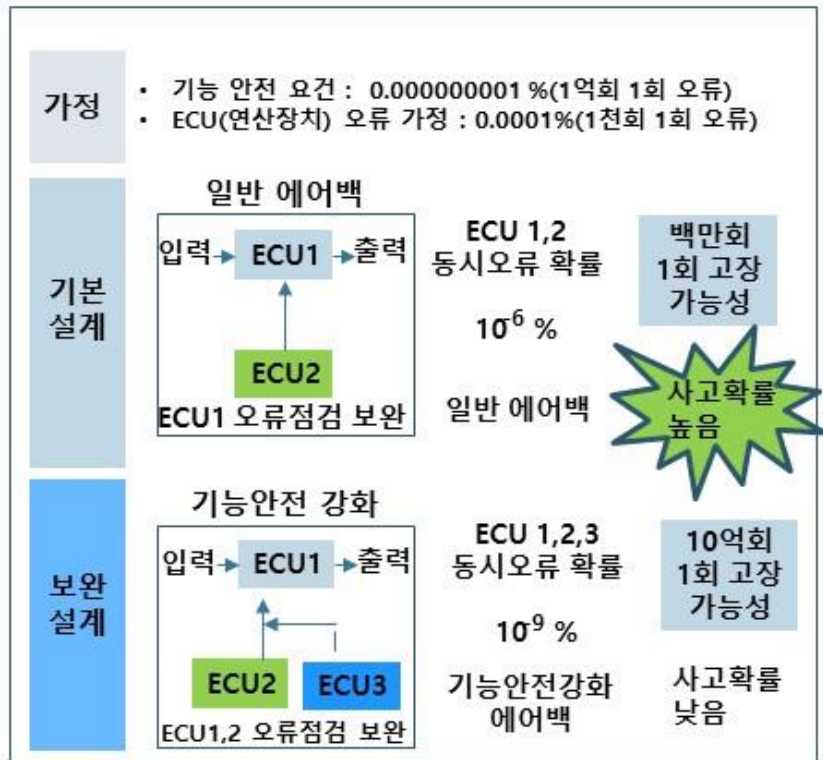 가정
• 기능 안전 요건 : 0.000000001 %(1억회 1회 오류)
• ECU(연산장치) 오류 가정 : 0.0001%(1천회 1회 오류)
기본
설계
일반 에어백
입력 ECU1 출력
ECU2
ECU1 오류점검 보완
ECU 1,2
동시오류 확률
10⁻⁶ %
일반 에어백
백만회
1회 고장
가능성
사고확률
높음
보완
설계
기능안전 강화
입력 ECU1 출력
ECU2 ECU3
ECU1,2 오류점검 보완
ECU 1,2,3
동시오류 확률
10⁻⁹ %
기능안전강화
에어백
10억회
1회 고장
가능성
사고확률
낮음